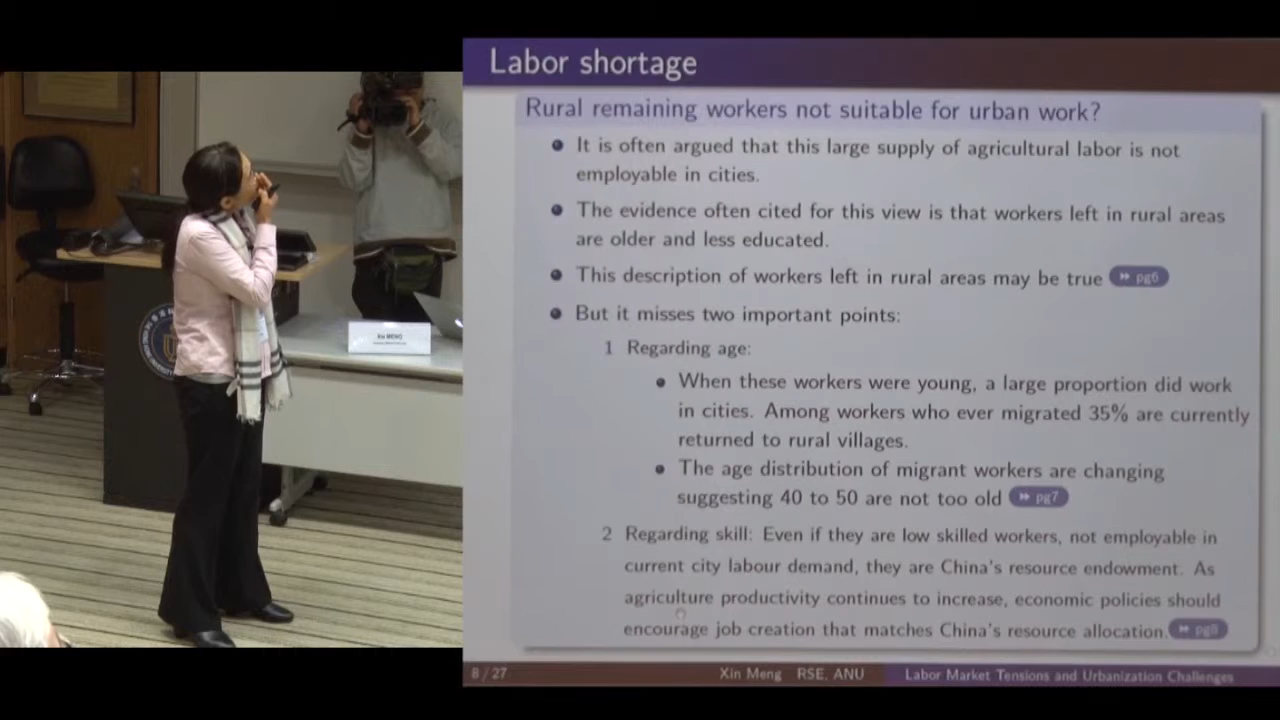 Labor shortage
Rural remaining workers not suitable for urban work?
It is often argued that this large supply of agricultural labor is not
employable in cities.
The evidence often cited for this view is that workers left in rural areas
are older and less educated.
This description of workers left in rural areas may be true pg6
But it misses two important points:
1 Regarding age:
When these workers were young, a large proportion did work
in cities. Among workers who ever migrated 35% are currently
returned to rural villages.
The age distribution of migrant workers are changing
suggesting 40 to 50 are not too old pg7
2 Regarding skill: Even if they are low skilled workers, not employable in
current city labour demand, they are China's resource endowment. As
agriculture productivity continues to increase, economic policies should
encourage job creation that matches China's resource allocation. pg8
8 / 27
Xin Meng RSE, ANU
Labor Market Tensions and Urbanization Challenges
Xin MENG